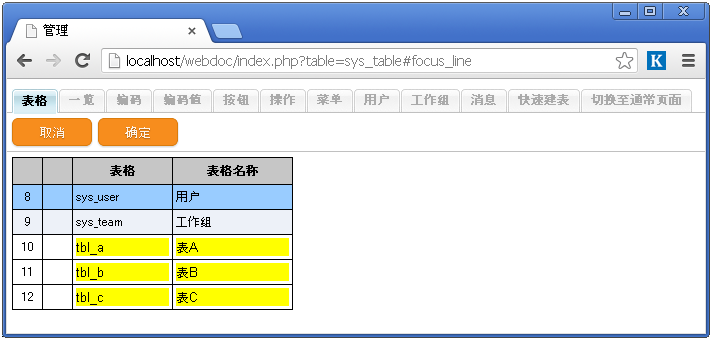 管理
localhost/webdoc/index.php?table=sys_table#focus_line
K
表格 一览 编码 编码值 按钮 操作 菜单 用户 工作组 消息 快速建表 切换至通常页面
取消 确定
表格 表格名称
8 sys_user 用户
9 sys_team 工作组
10 tbl_a 表A
11 tbl_b 表B
12 tbl_c 表C